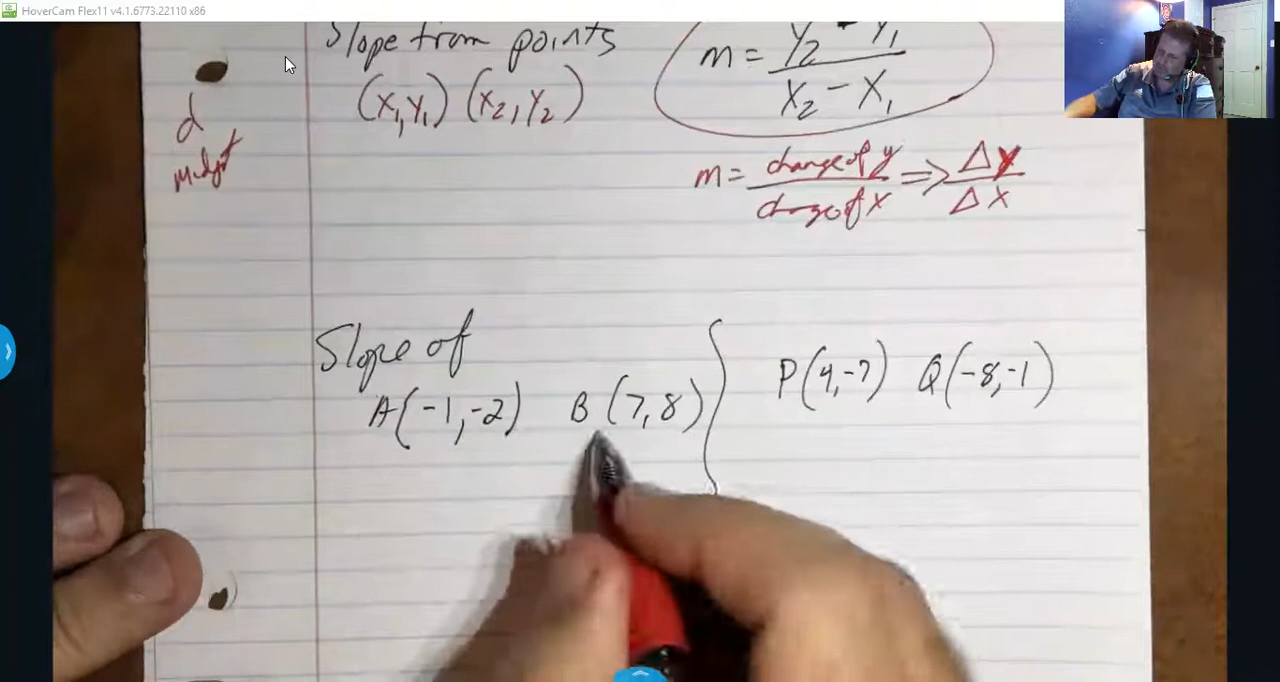 HoverCam Flex11 v4.1.6773.22110 x86
Slope from points
(x₁,y₁) (x₂,y₂)
m = y₂ - y₁ / x₂ - x₁
d
midpt
m = change of y / change of x => Δy / Δx
Slope of
A(-1,-2) B(7,8)
P(4,-7) Q(-8,-1)